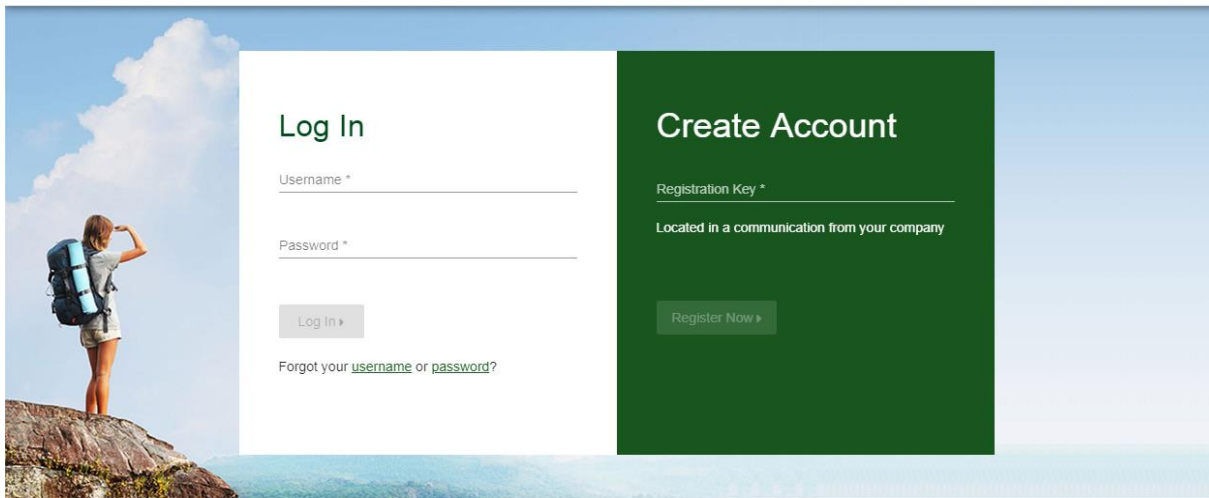 Log In
Username *
Password *
Log In
Forgot your username or password?
Create Account
Registration Key *
Located in a communication from your company
Register Now